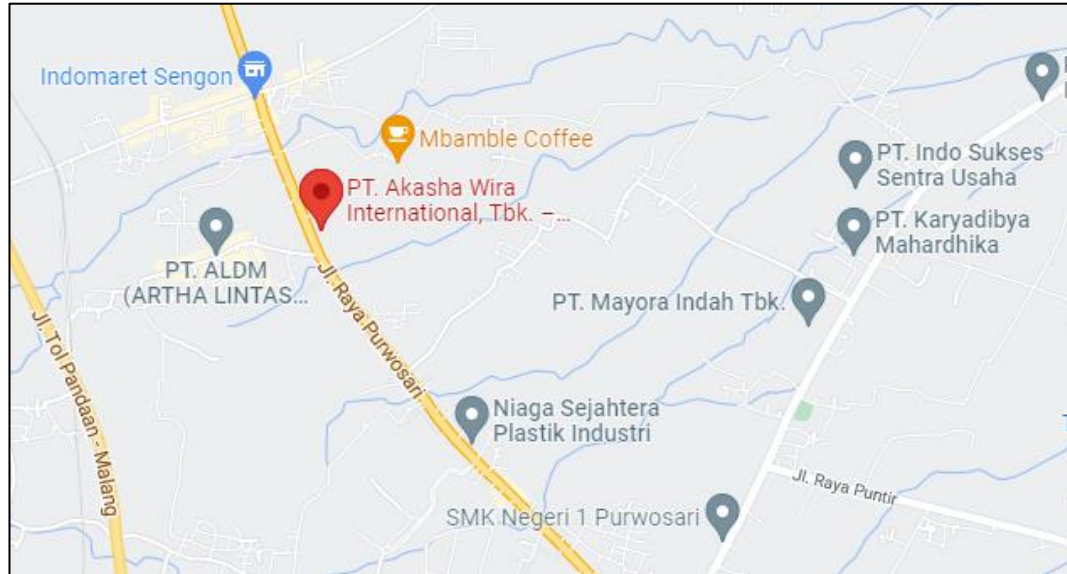 Indomaret Sengon
Mbamble Coffee
PT. Akasha Wira
International, Tbk. –...
PT. Indo Sukses
Sentra Usaha
PT. Karyadibya
Mahardhika
PT. ALDM
(ARTHA LINTAS...
PT. Mayora Indah Tbk.
Jl. Raya Purwosari
Jl. Tol Pandaan - Malang
Niaga Sejahtera
Plastik Industri
Jl. Raya Puntir
SMK Negeri 1 Purwosari